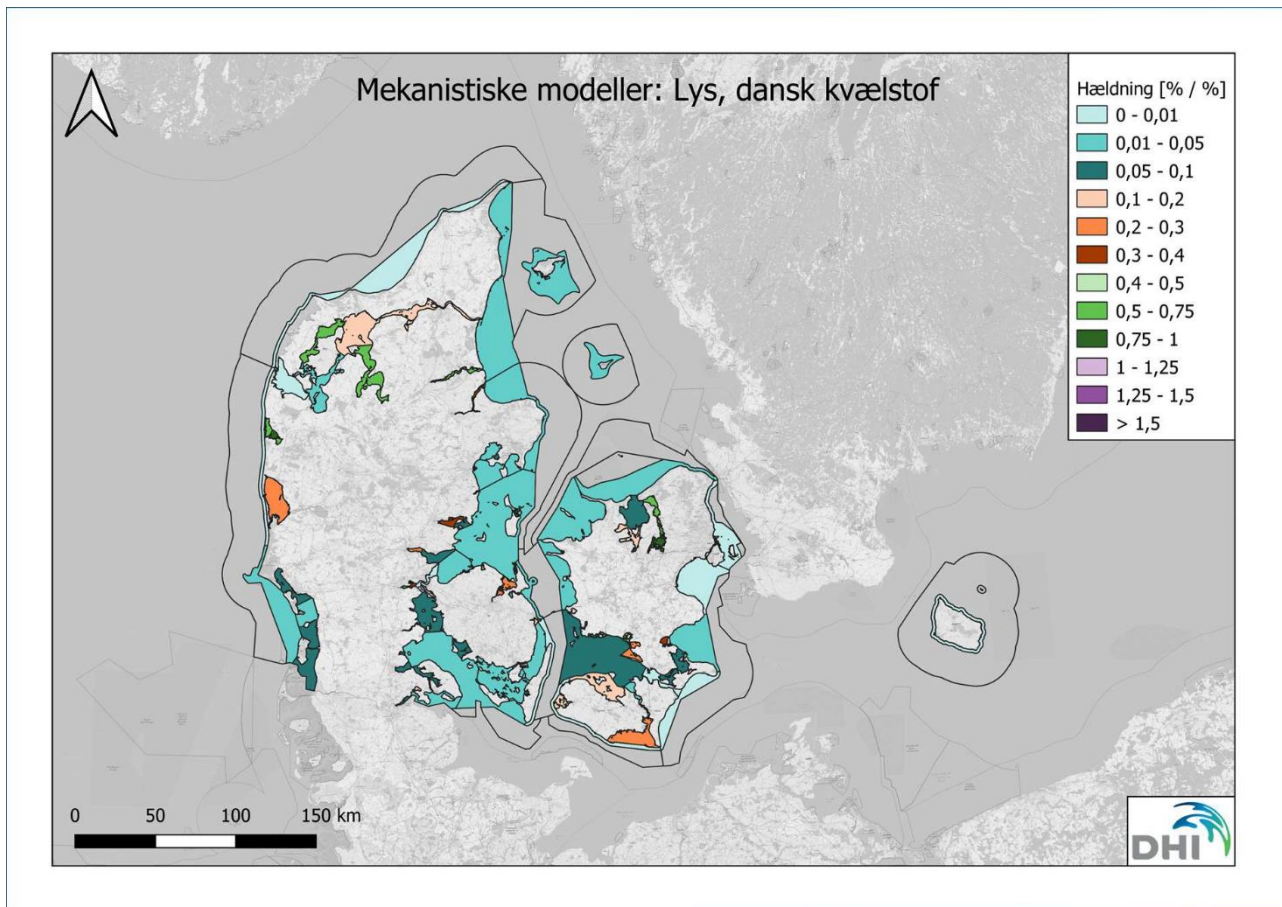 Mekanistiske modeller: Lys, dansk kvælstof
Hældning [% / %]
0 - 0,01
0,01 - 0,05
0,05 - 0,1
0,1 - 0,2
0,2 - 0,3
0,3 - 0,4
0,4 - 0,5
0,5 - 0,75
0,75 - 1
1 - 1,25
1,25 - 1,5
> 1,5
0 50 100 150 km
DHI